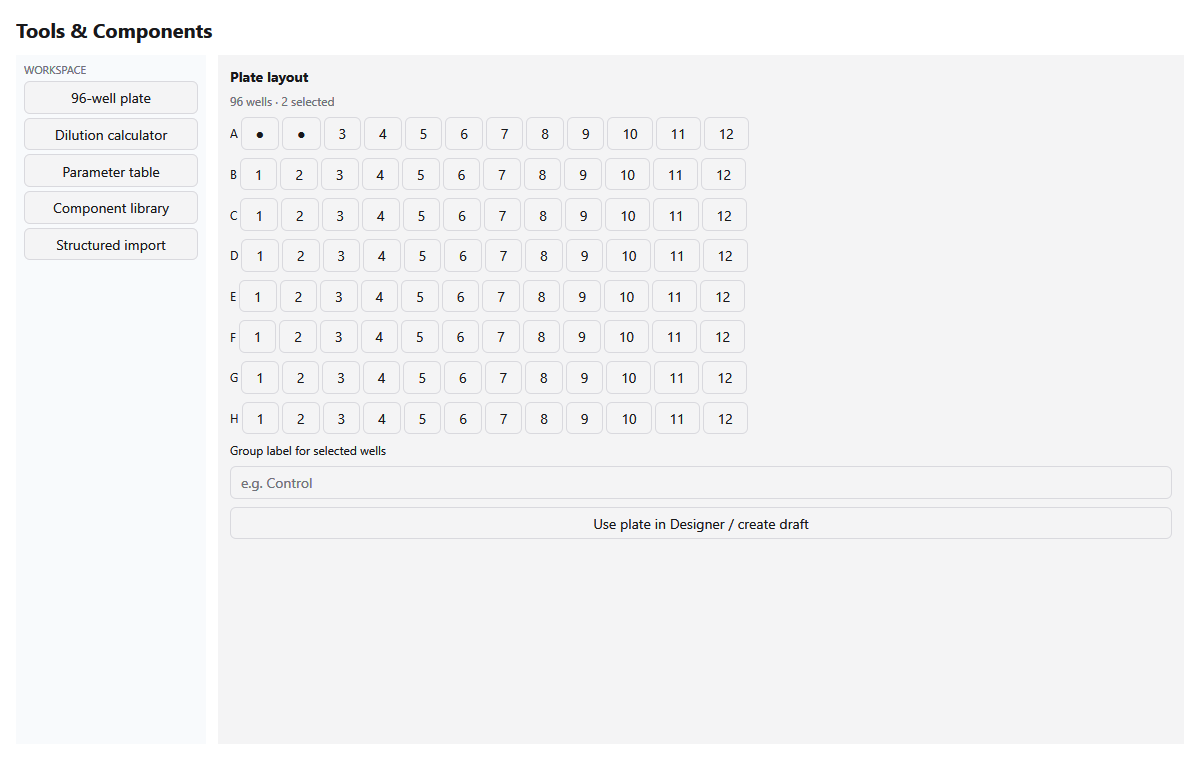 Tools & Components
WORKSPACE
96-well plate
Dilution calculator
Parameter table
Component library
Structured import
Plate layout
96 wells · 2 selected
A ● ● 3 4 5 6 7 8 9 10 11 12
B 1 2 3 4 5 6 7 8 9 10 11 12
C 1 2 3 4 5 6 7 8 9 10 11 12
D 1 2 3 4 5 6 7 8 9 10 11 12
E 1 2 3 4 5 6 7 8 9 10 11 12
F 1 2 3 4 5 6 7 8 9 10 11 12
G 1 2 3 4 5 6 7 8 9 10 11 12
H 1 2 3 4 5 6 7 8 9 10 11 12
Group label for selected wells
e.g. Control
Use plate in Designer / create draft